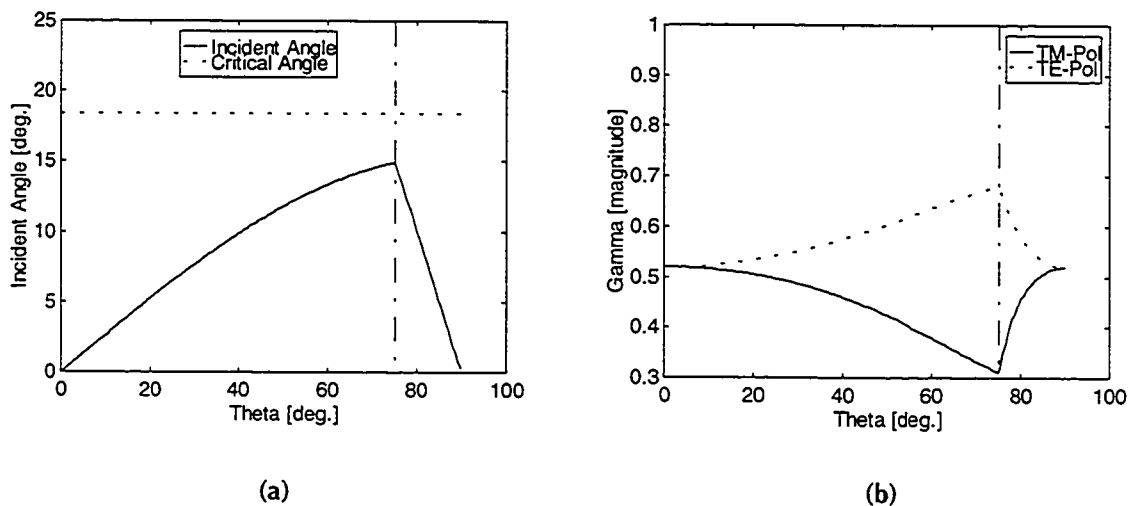 25
20
15
10
5
0
Incident Angle [deg.]
Incident Angle
Critical Angle
0
20
40
60
80
100
Theta [deg.]
(a)
1
0.9
0.8
0.7
0.6
0.5
0.4
0.3
Gamma [magnitude]
TM-Pol
TE-Pol
0
20
40
60
80
100
Theta [deg.]
(b)